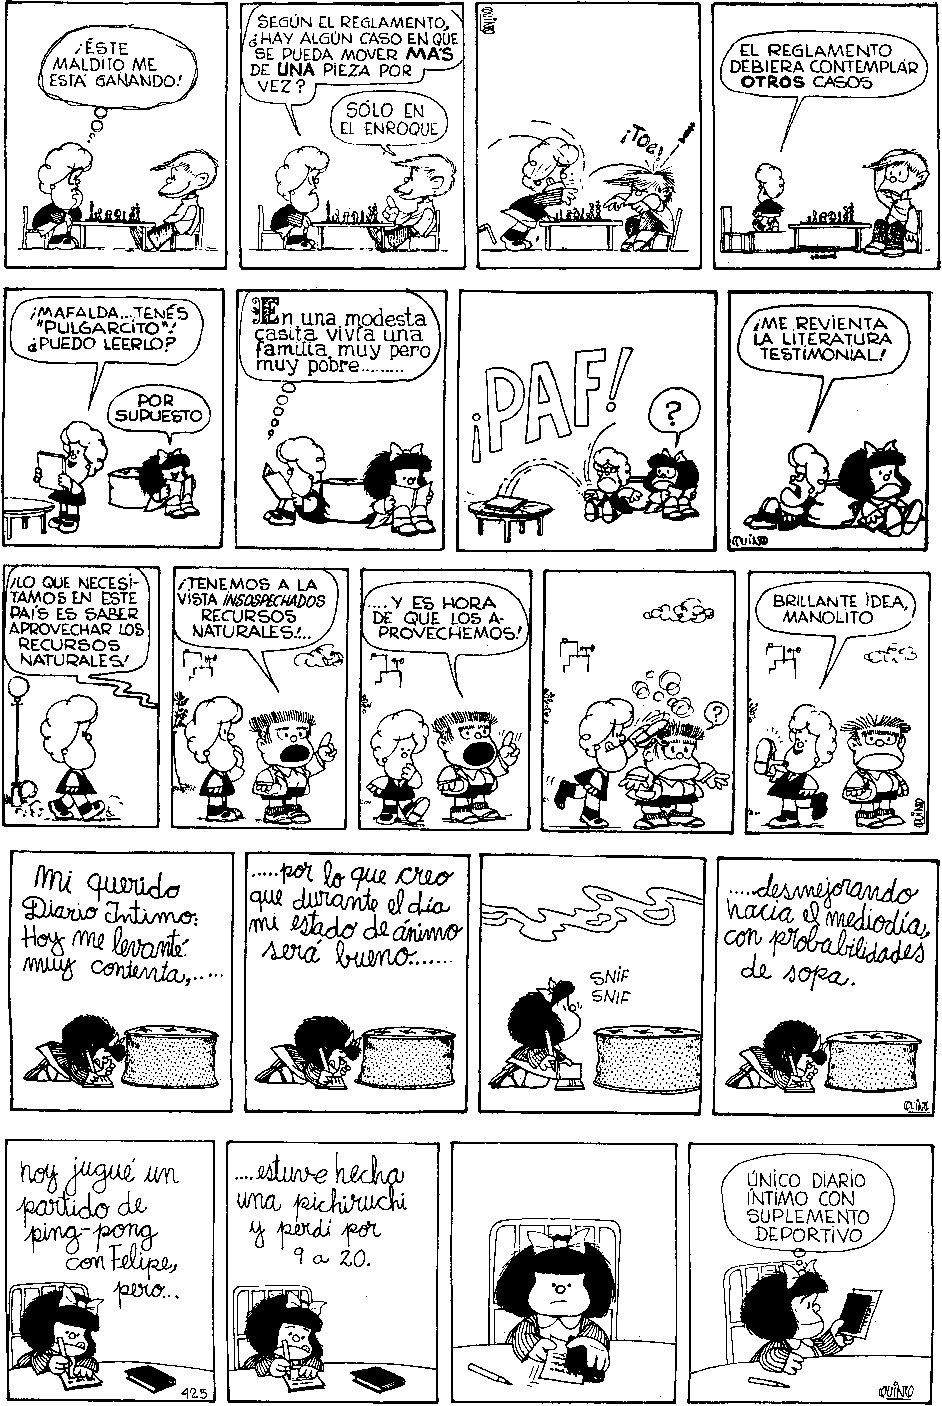 ¡ÉSTE
MALDITO ME
ESTÁ GANANDO!
SEGÚN EL REGLAMENTO,
¿HAY ALGÚN CASO EN QUE
SE PUEDA MOVER MÁS
DE UNA PIEZA POR
VEZ?
SÓLO EN
EL ENROQUE
QUINO
¡TOC!
EL REGLAMENTO
DEBIERA CONTEMPLAR
OTROS CASOS
¡MAFALDA...TENÉS
"PULGARCITO"!
¿PUEDO LEERLO?
POR
SUPUESTO
En una modesta
casita vivía una
familia muy pero
muy pobre.........
¡PAF!
?
¡ME REVIENTA
LA LITERATURA
TESTIMONIAL!
QUINO
¡LO QUE NECESI-
TAMOS EN ESTE
PAÍS ES SABER
APROVECHAR LOS
RECURSOS
NATURALES!
¡TENEMOS A LA
VISTA INSOSPECHADOS
RECURSOS
NATURALES!...
....Y ES HORA
DE QUE LOS A-
PROVECHEMOS!
?
BRILLANTE IDEA,
MANOLITO
QUINO
Mi querido
Diario Intimo:
Hoy me levanté
muy contenta,.....
.....por lo que creo
que durante el día
mi estado de ánimo
será bueno.......
SNIF
SNIF
.....desmejorando
hacia el mediodía,
con probabilidades
de sopa.
QUINO
hoy jugué un
partido de
ping-pong
con Felipe,
pero...
425
....estuve hecha
una pichiruchi
y perdí por
9 a 20.
ÚNICO DIARIO
ÍNTIMO CON
SUPLEMENTO
DEPORTIVO
QUINO